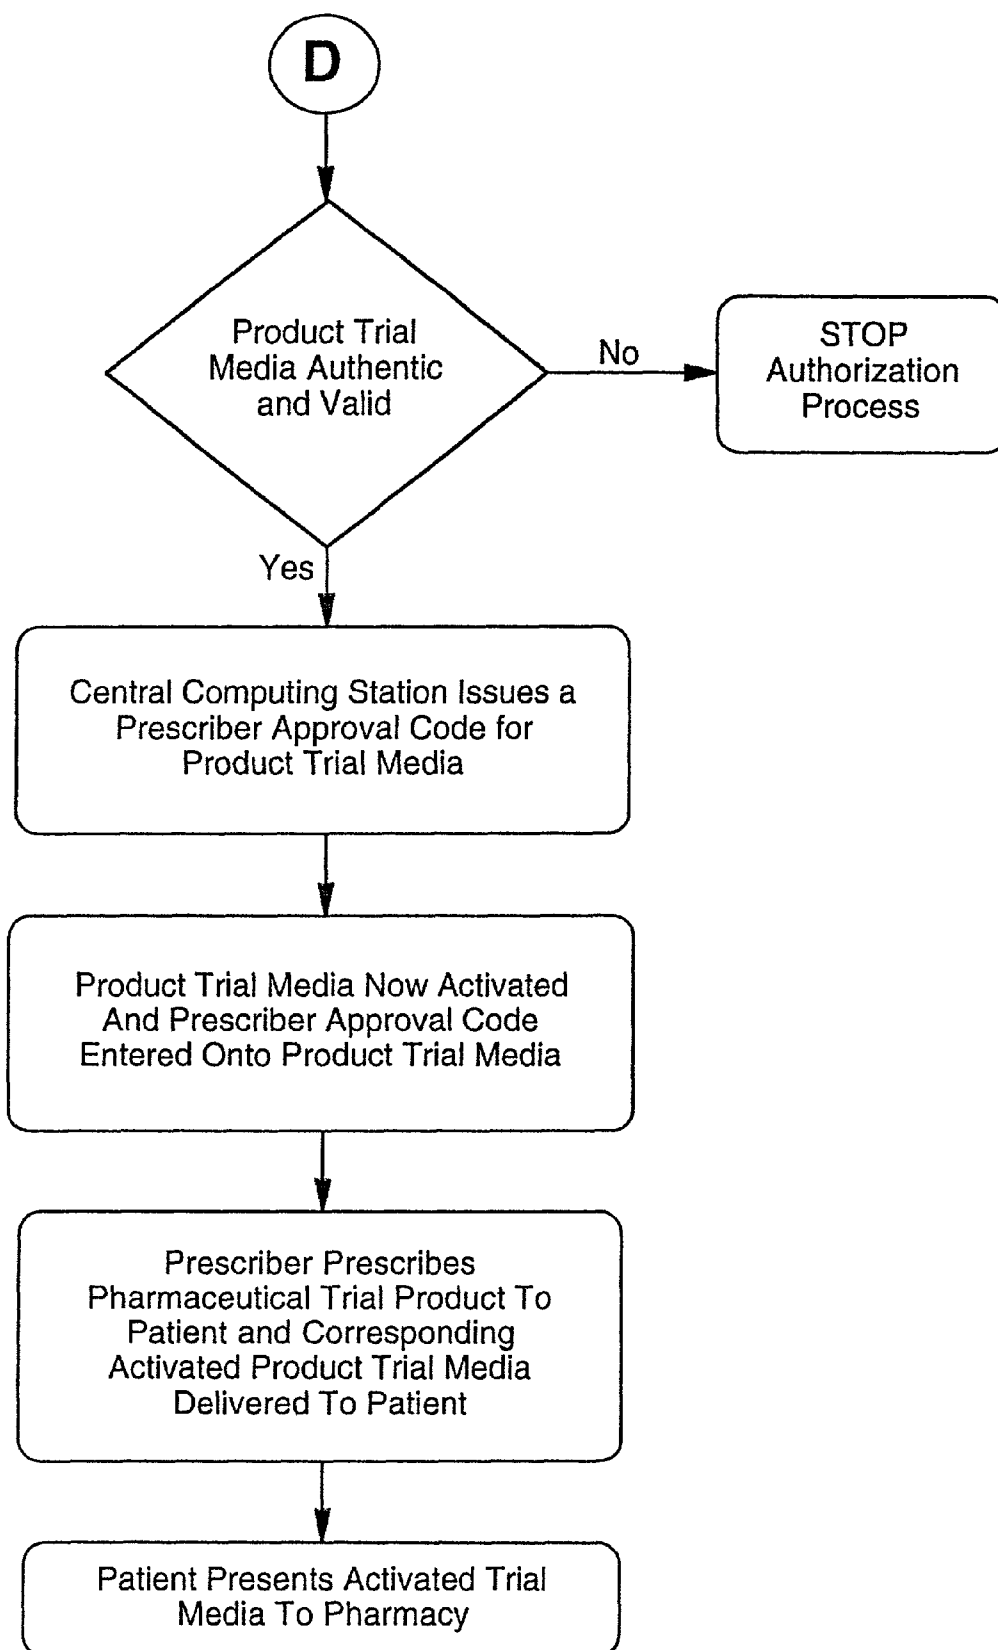 D
Product Trial
Media Authentic
and Valid
No
STOP
Authorization
Process
Yes
Central Computing Station Issues a
Prescriber Approval Code for
Product Trial Media
Product Trial Media Now Activated
And Prescriber Approval Code
Entered Onto Product Trial Media
Prescriber Prescribes
Pharmaceutical Trial Product To
Patient and Corresponding
Activated Product Trial Media
Delivered To Patient
Patient Presents Activated Trial
Media To Pharmacy